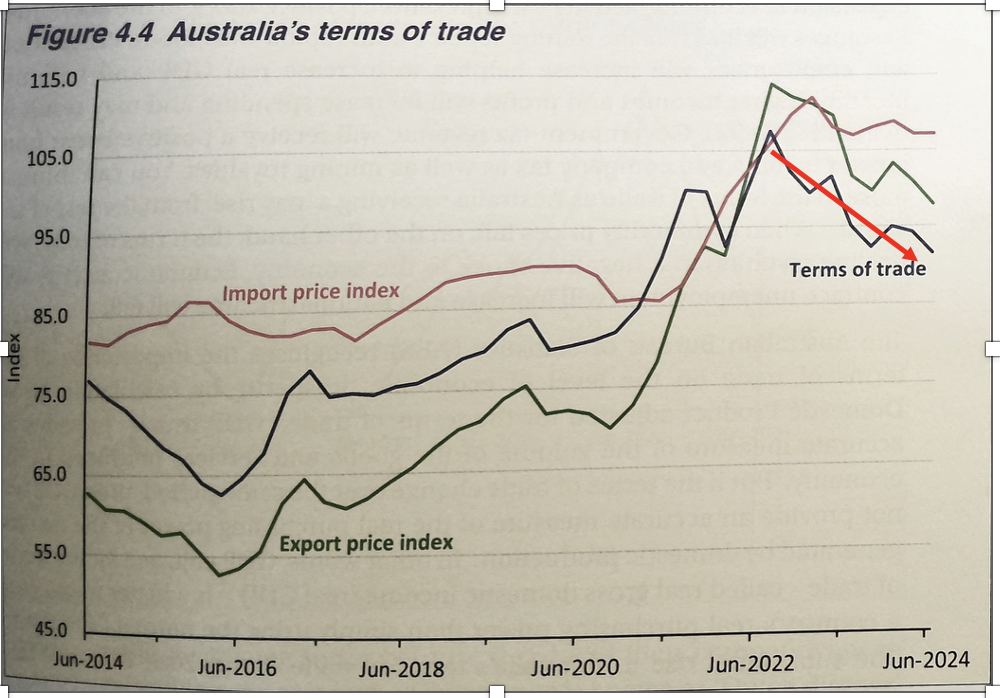 Figure 4.4 Australia's terms of trade
115.0
105.0
95.0
85.0
75.0
65.0
55.0
45.0
Index
Import price index
Terms of trade
Export price index
Jun-2014
Jun-2016
Jun-2018
Jun-2020
Jun-2022
Jun-2024